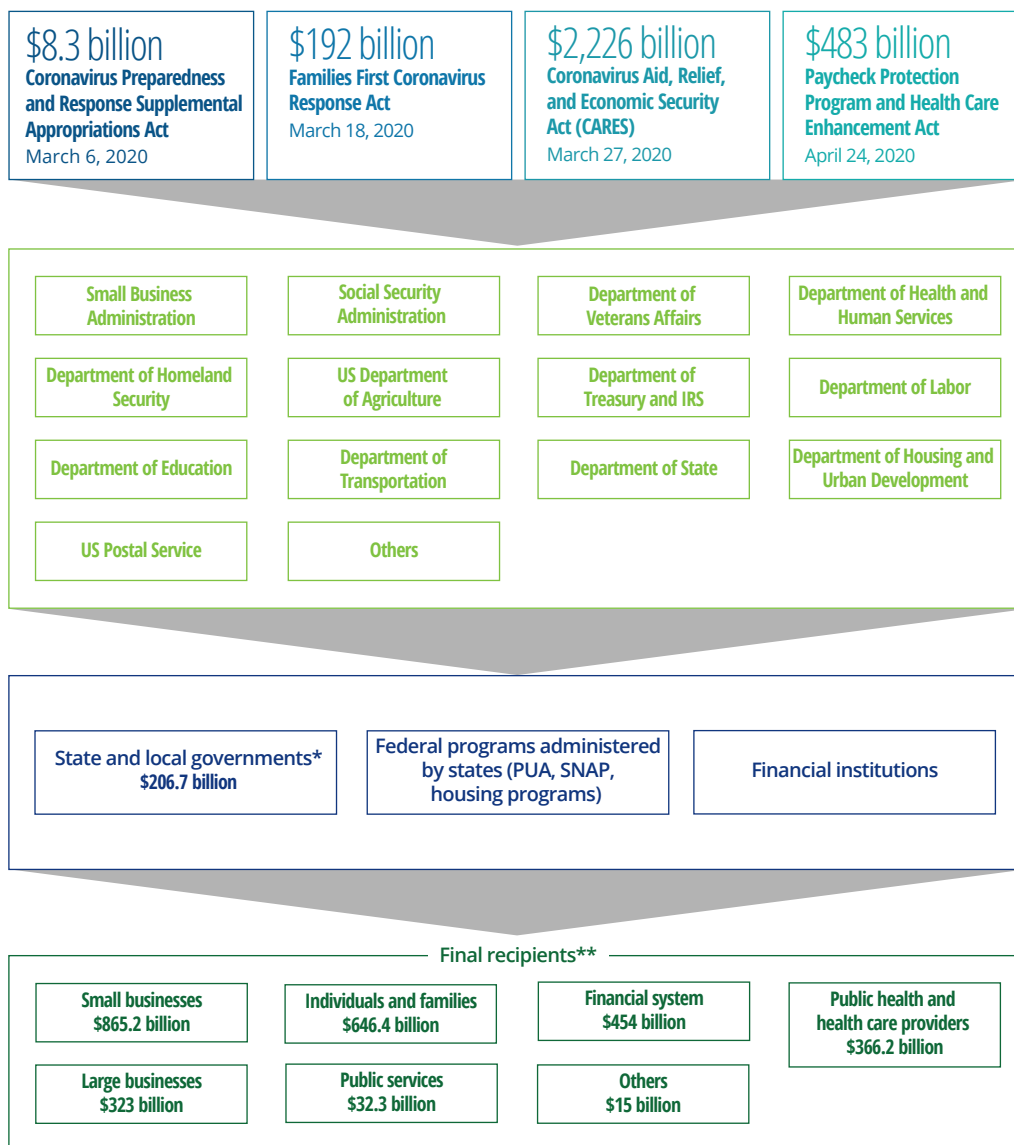 $8.3 billion
Coronavirus Preparedness
and Response Supplemental
Appropriations Act
March 6, 2020
$192 billion
Families First Coronavirus
Response Act
March 18, 2020
$2,226 billion
Coronavirus Aid, Relief,
and Economic Security
Act (CARES)
March 27, 2020
$483 billion
Paycheck Protection
Program and Health Care
Enhancement Act
April 24, 2020
Small Business
Administration
Social Security
Administration
Department of
Veterans Affairs
Department of Health and
Human Services
Department of Homeland
Security
US Department
of Agriculture
Department of
Treasury and IRS
Department of Labor
Department of Education
Department of
Transportation
Department of State
Department of Housing and
Urban Development
US Postal Service
Others
State and local governments*
$206.7 billion
Federal programs administered
by states (PUA, SNAP,
housing programs)
Financial institutions
Final recipients**
Small businesses
$865.2 billion
Individuals and families
$646.4 billion
Financial system
$454 billion
Public health and
health care providers
$366.2 billion
Large businesses
$323 billion
Public services
$32.3 billion
Others
$15 billion